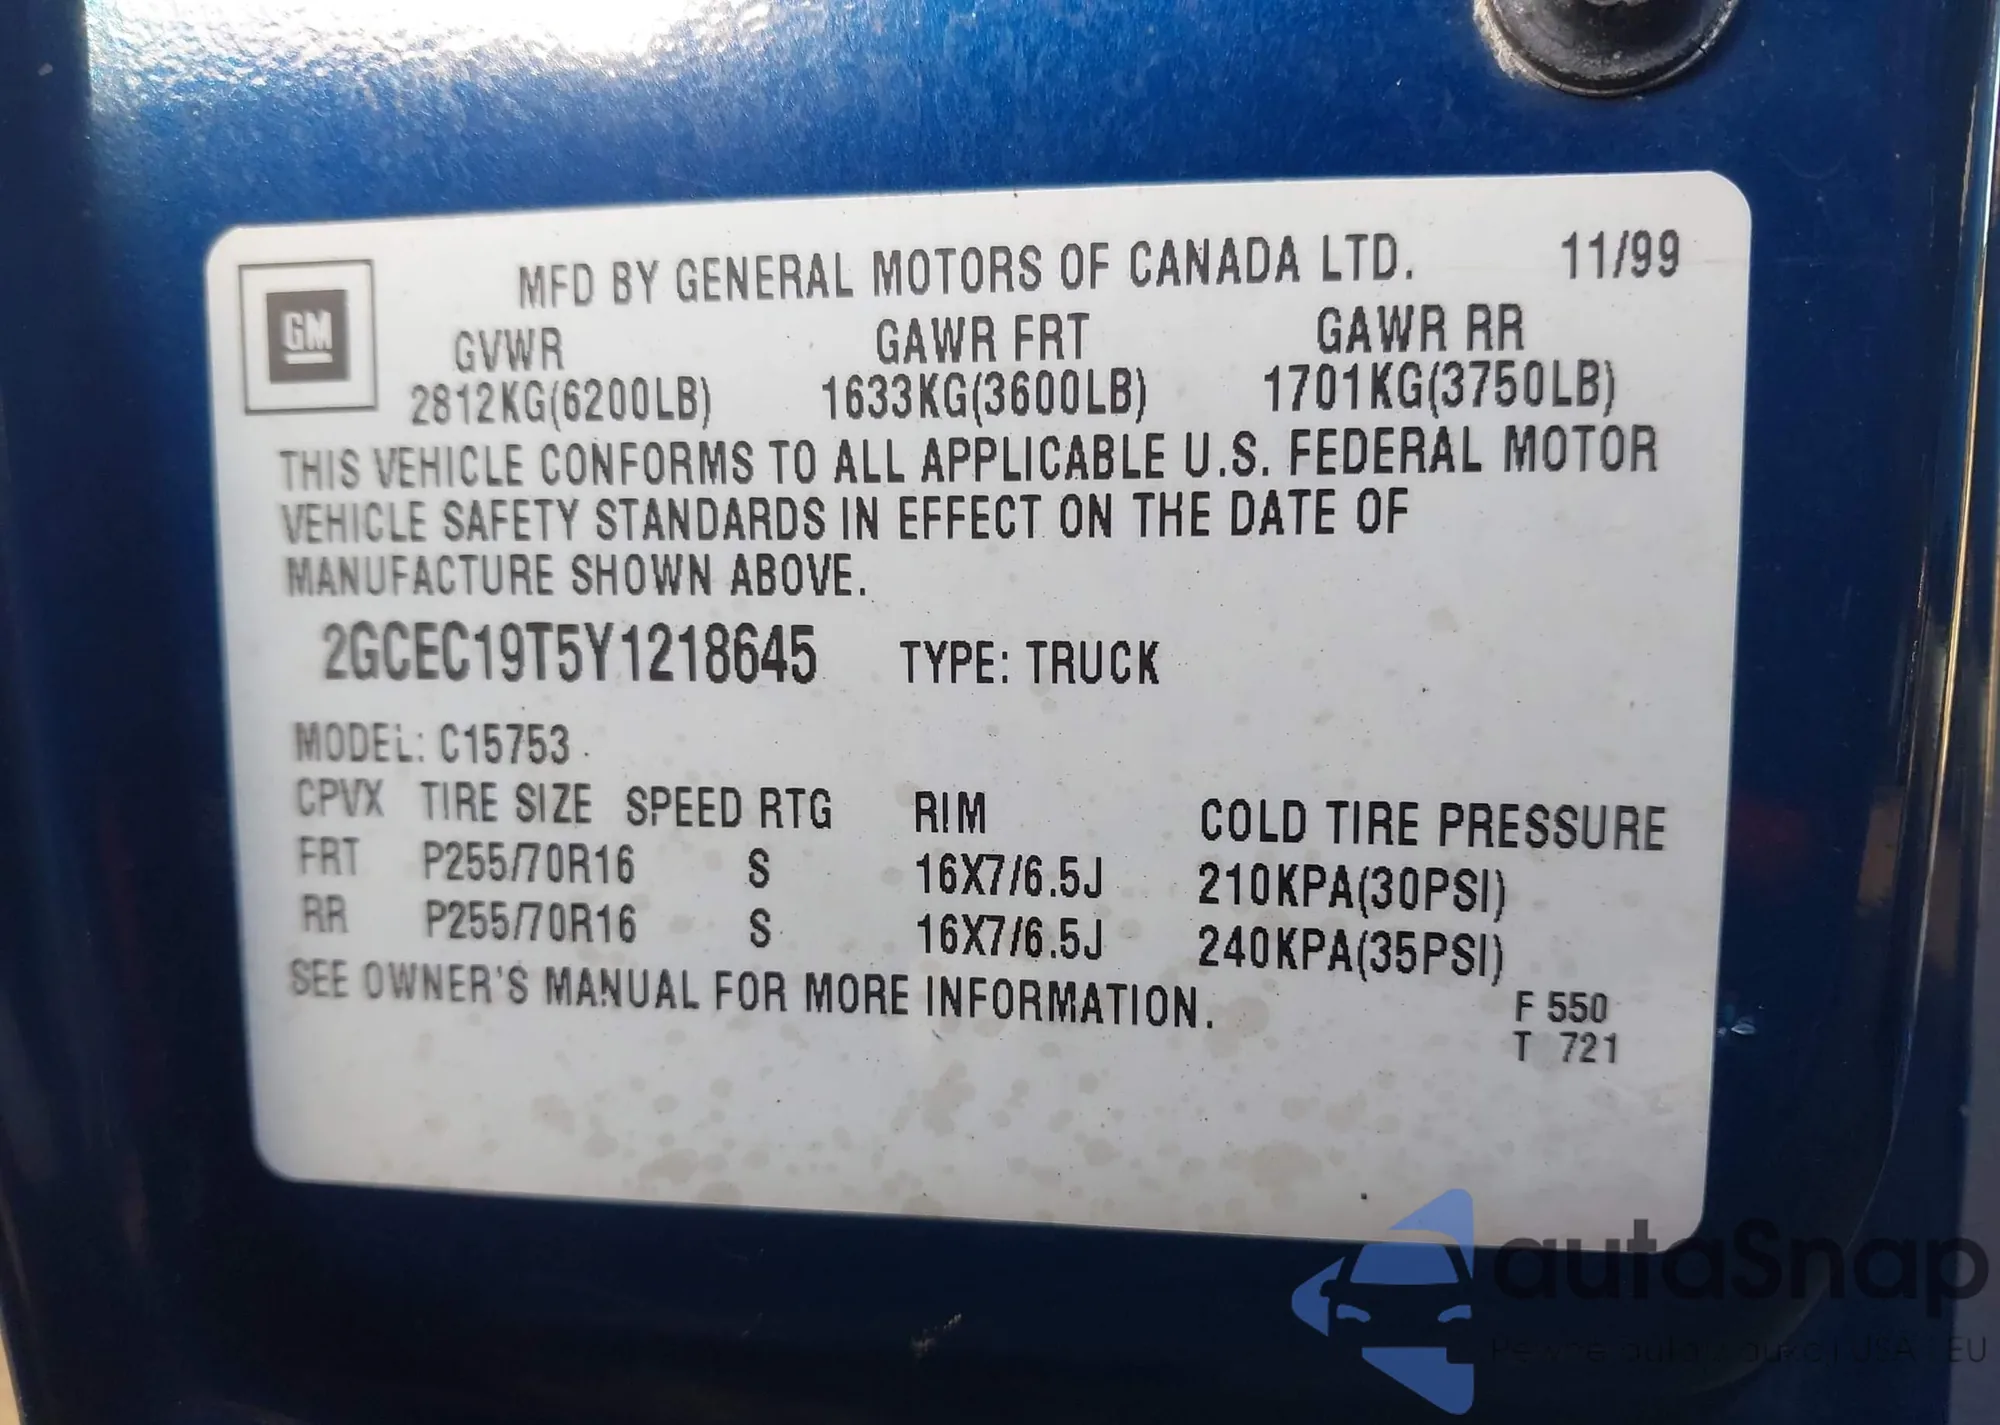 MFD BY GENERAL MOTORS OF CANADA LTD. 11/99
GM
GVWR GAWR FRT GAWR RR
2812KG(6200LB) 1633KG(3600LB) 1701KG(3750LB)
THIS VEHICLE CONFORMS TO ALL APPLICABLE U.S. FEDERAL MOTOR
VEHICLE SAFETY STANDARDS IN EFFECT ON THE DATE OF
MANUFACTURE SHOWN ABOVE.
2GCEC19T5Y1218645 TYPE: TRUCK
MODEL: C15753
CPVX TIRE SIZE SPEED RTG RIM COLD TIRE PRESSURE
FRT P255/70R16 S 16X7/6.5J 210KPA(30PSI)
RR P255/70R16 S 16X7/6.5J 240KPA(35PSI)
SEE OWNER'S MANUAL FOR MORE INFORMATION.
F 550
T 721
autaSnap
USA EU